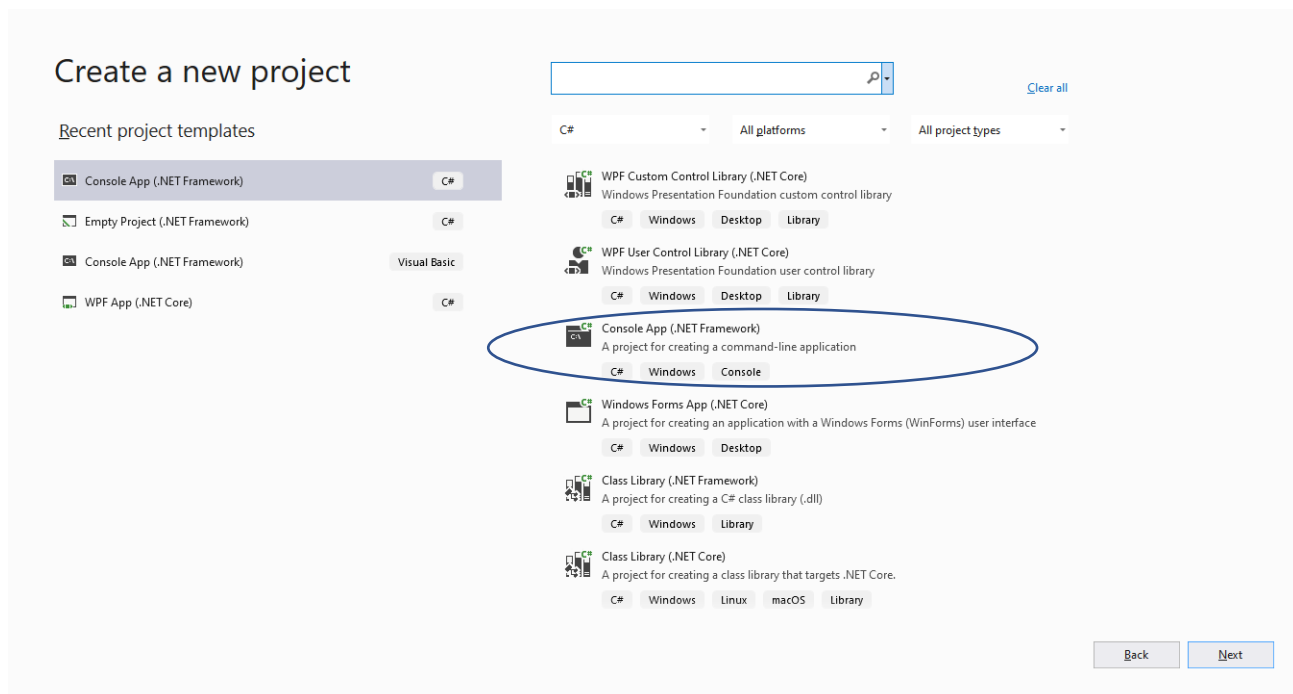 Create a new project
Clear all
Recent project templates
C#
All platforms
All project types
Console App (.NET Framework)
C#
Empty Project (.NET Framework)
C#
Console App (.NET Framework)
Visual Basic
WPF App (.NET Core)
C#
WPF Custom Control Library (.NET Core)
Windows Presentation Foundation custom control library
C# Windows Desktop Library
WPF User Control Library (.NET Core)
Windows Presentation Foundation user control library
C# Windows Desktop Library
Console App (.NET Framework)
A project for creating a command-line application
C# Windows Console
Windows Forms App (.NET Core)
A project for creating an application with a Windows Forms (WinForms) user interface
C# Windows Desktop
Class Library (.NET Framework)
A project for creating a C# class library (.dll)
C# Windows Library
Class Library (.NET Core)
A project for creating a class library that targets .NET Core.
C# Windows Linux macOS Library
Back
Next